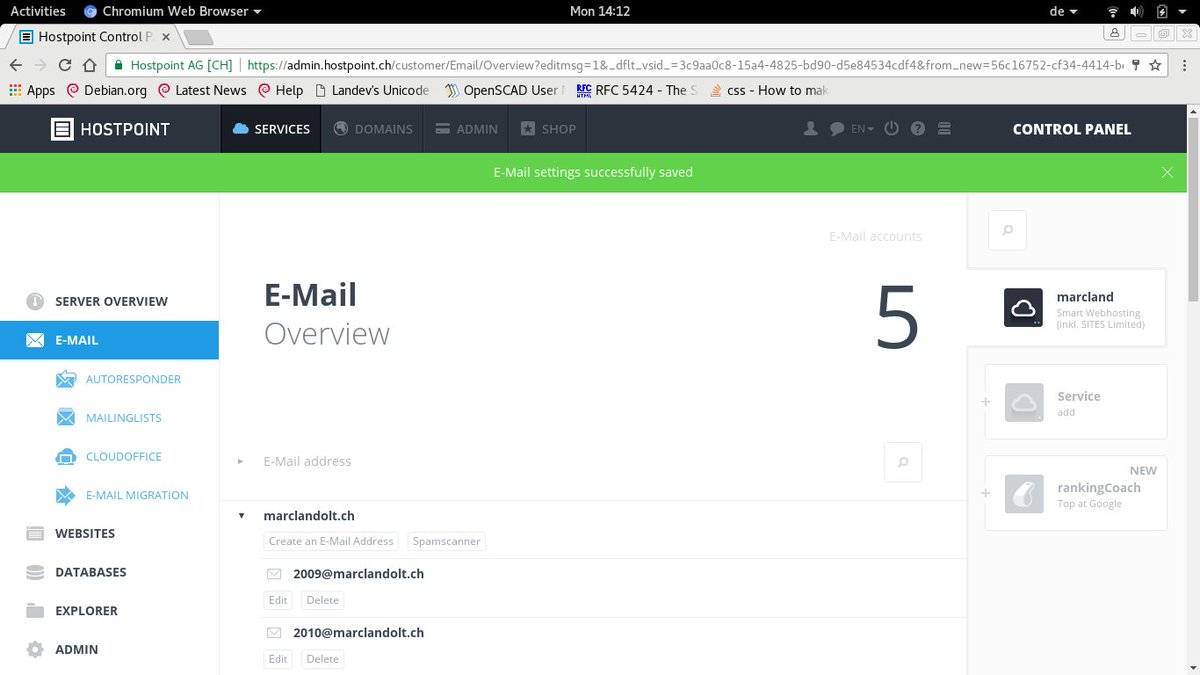 Activities Chromium Web Browser Mon 14:12 de
Hostpoint Control P
Hostpoint AG [CH] https://admin.hostpoint.ch/customer/Email/Overview?editmsg=1&_dflt_vsid_=3c9aa0c8-15a4-4825-bd90-d5e84534cdf4&from_new=56c16752-cf34-4414-b
Apps Debian.org Latest News Help Landev's Unicode OpenSCAD User RFC 5424 - The S css - How to mak
HOSTPOINT SERVICES DOMAINS ADMIN SHOP EN CONTROL PANEL
E-Mail settings successfully saved
E-Mail accounts
E-Mail
Overview
5
SERVER OVERVIEW
E-MAIL
AUTORESPONDER
MAILINGLISTS
CLOUDOFFICE
E-MAIL MIGRATION
WEBSITES
DATABASES
EXPLORER
ADMIN
E-Mail address
marclandolt.ch
Create an E-Mail Address Spamscanner
2009@marclandolt.ch
Edit Delete
2010@marclandolt.ch
Edit Delete
marcland
Smart Webhosting
(inkl. SITES Limited)
Service
add
NEW
rankingCoach
Top at Google